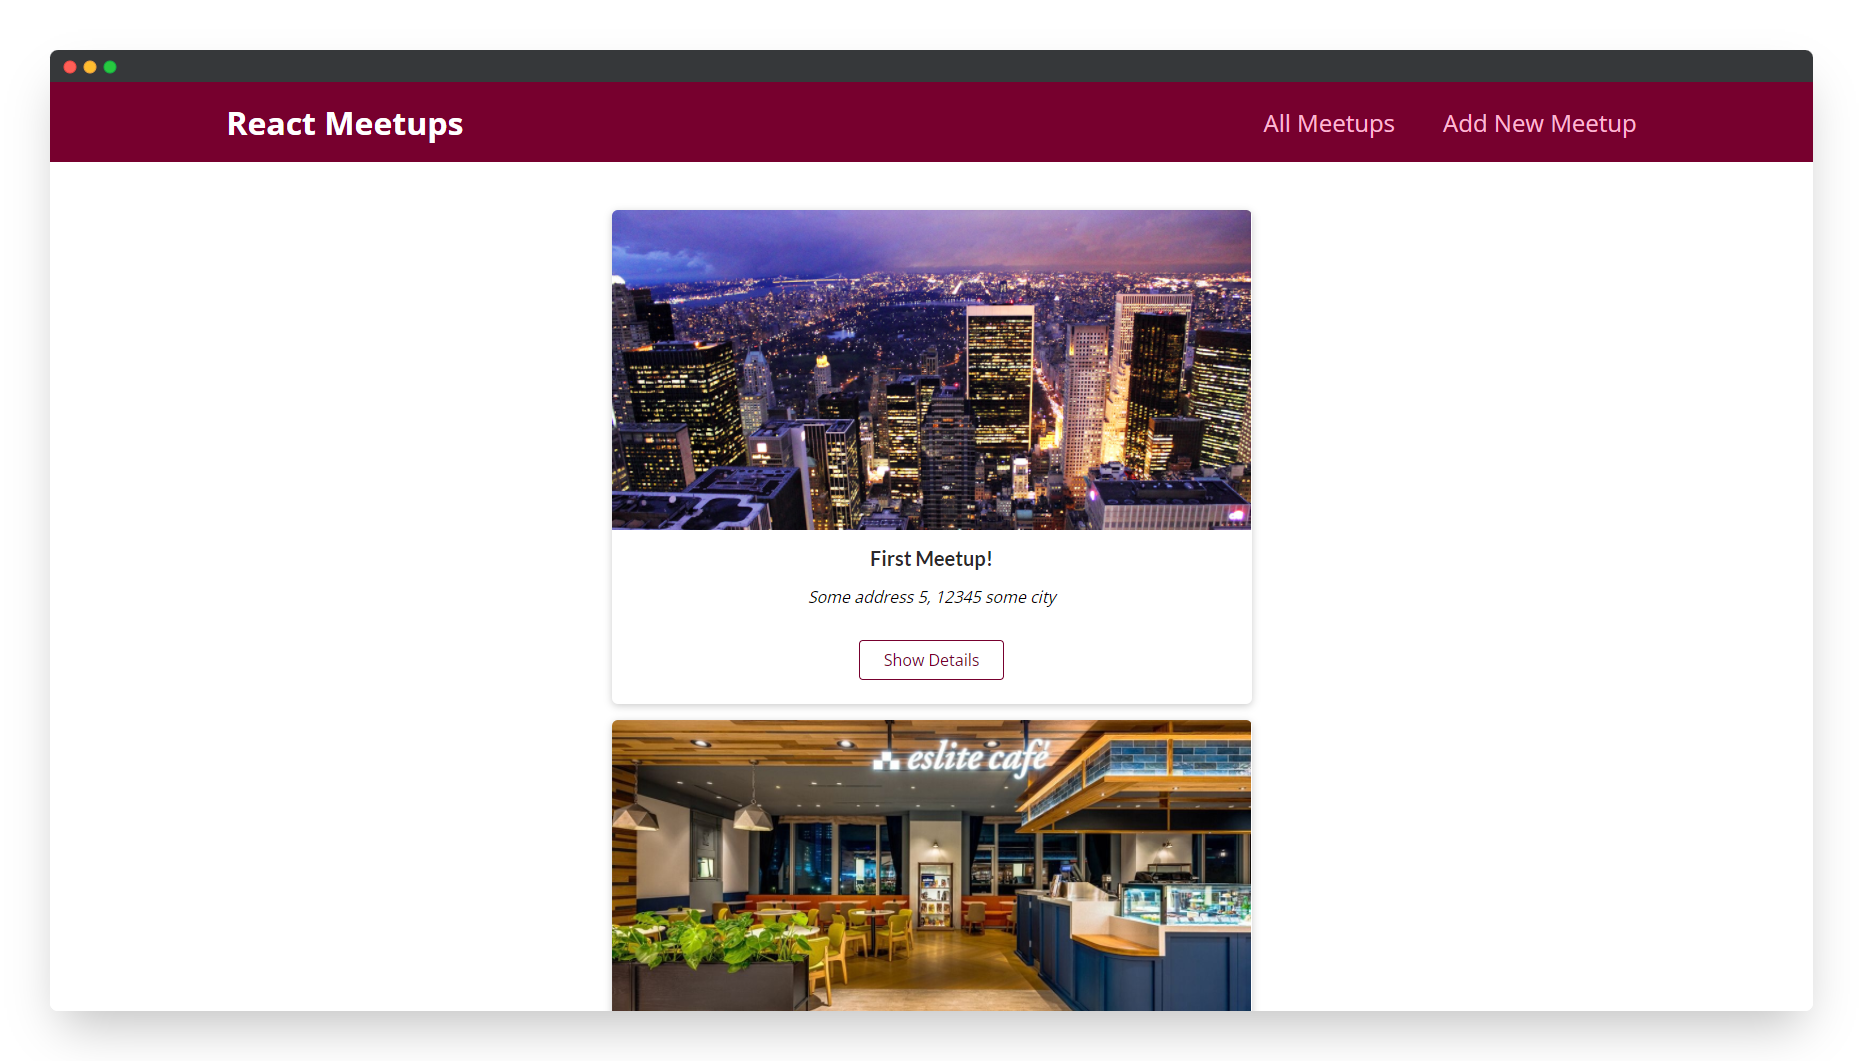 React Meetups
All Meetups
Add New Meetup
First Meetup!
Some address 5, 12345 some city
Show Details
eslite café